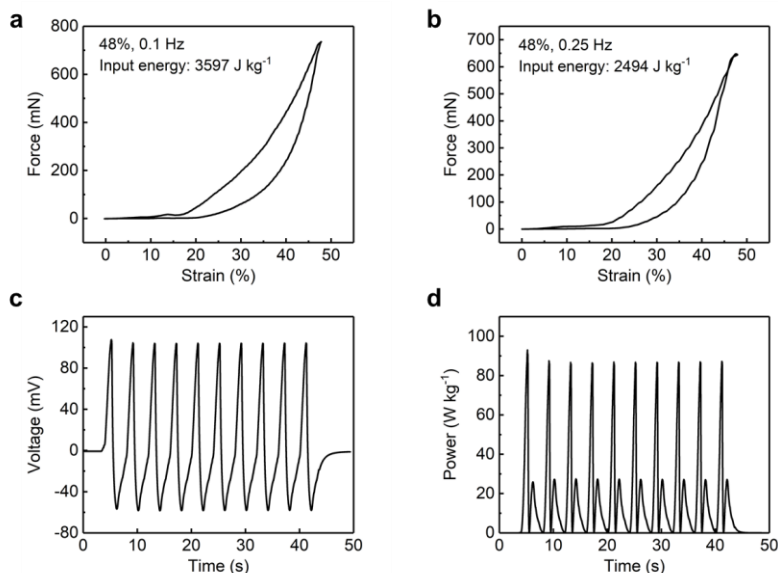 a
48%, 0.1 Hz
Input energy: 3597 J kg⁻¹
Force (mN)
800
600
400
200
0
0 10 20 30 40 50
Strain (%)
b
48%, 0.25 Hz
Input energy: 2494 J kg⁻¹
Force (mN)
700
600
500
400
300
200
100
0
0 10 20 30 40 50
Strain (%)
c
Voltage (mV)
120
80
40
0
-40
-80
0 10 20 30 40 50
Time (s)
d
Power (W kg⁻¹)
100
80
60
40
20
0
0 10 20 30 40 50
Time (s)